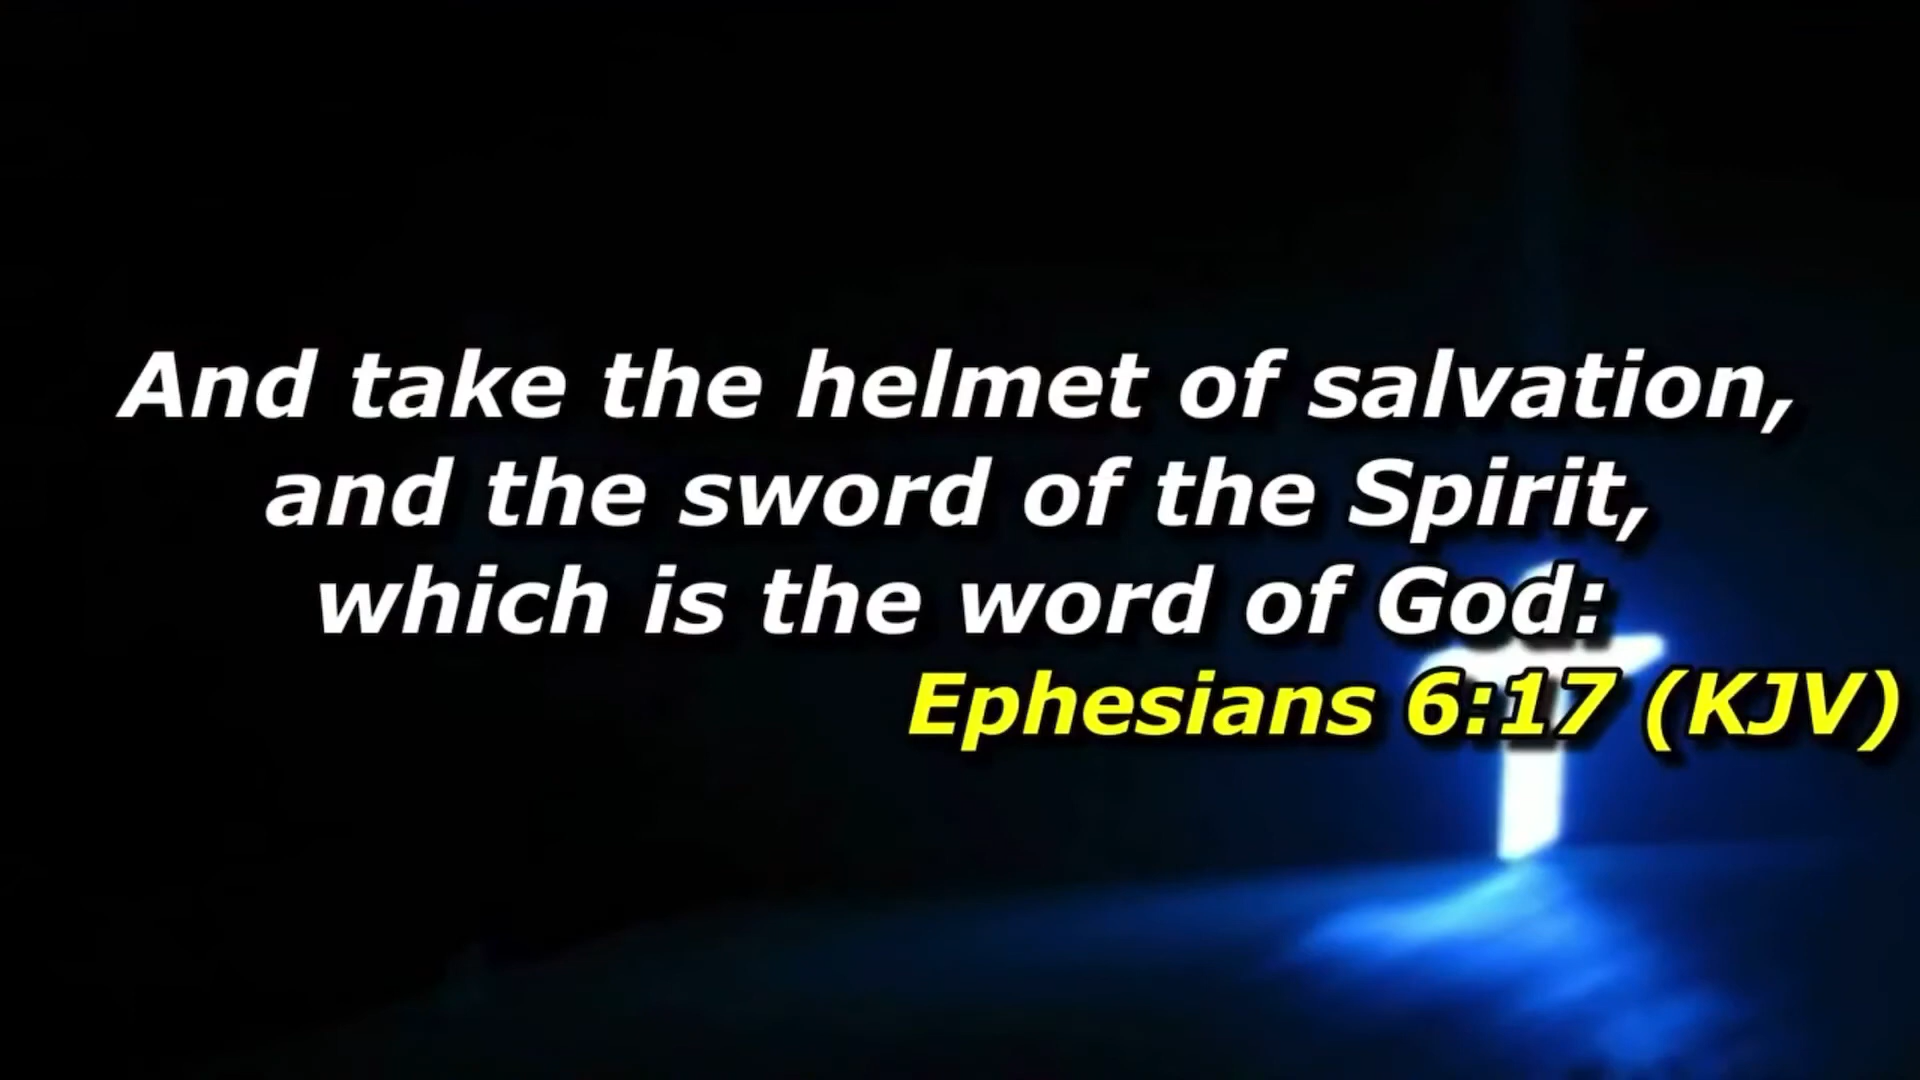 And take the helmet of salvation,
and the sword of the Spirit,
which is the word of God:
Ephesians 6:17 (KJV)